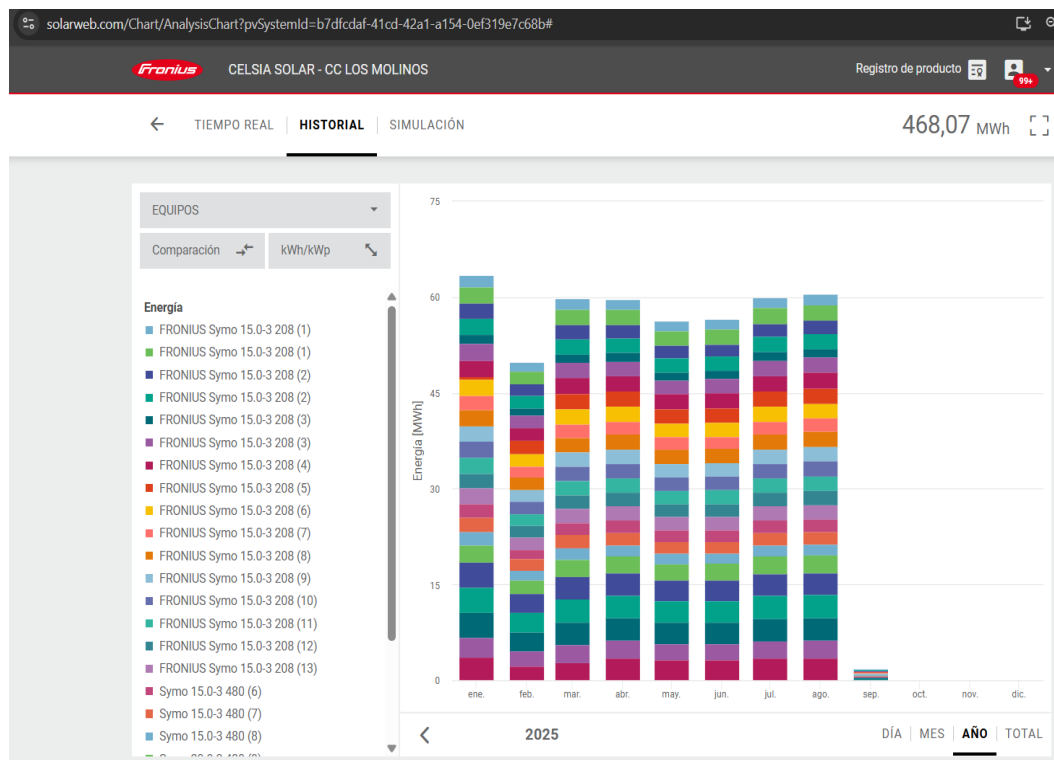 solarweb.com/Chart/AnalysisChart?pvSystemId=b7dfcdaf-41cd-42a1-a154-0ef319e7c68b#
Fronius
CELSIA SOLAR - CC LOS MOLINOS
Registro de producto
99+
TIEMPO REAL
HISTORIAL
SIMULACIÓN
468,07 MWh
EQUIPOS
Comparación
kWh/kWp
Energía
FRONIUS Symo 15.0-3 208 (1)
FRONIUS Symo 15.0-3 208 (1)
FRONIUS Symo 15.0-3 208 (2)
FRONIUS Symo 15.0-3 208 (2)
FRONIUS Symo 15.0-3 208 (3)
FRONIUS Symo 15.0-3 208 (3)
FRONIUS Symo 15.0-3 208 (4)
FRONIUS Symo 15.0-3 208 (5)
FRONIUS Symo 15.0-3 208 (6)
FRONIUS Symo 15.0-3 208 (7)
FRONIUS Symo 15.0-3 208 (8)
FRONIUS Symo 15.0-3 208 (9)
FRONIUS Symo 15.0-3 208 (10)
FRONIUS Symo 15.0-3 208 (11)
FRONIUS Symo 15.0-3 208 (12)
FRONIUS Symo 15.0-3 208 (13)
Symo 15.0-3 480 (6)
Symo 15.0-3 480 (7)
Symo 15.0-3 480 (8)
75
60
45
30
15
0
Energía [MWh]
ene. feb. mar. abr. may. jun. jul. ago. sep. oct. nov. dic.
2025
DÍA
MES
AÑO
TOTAL